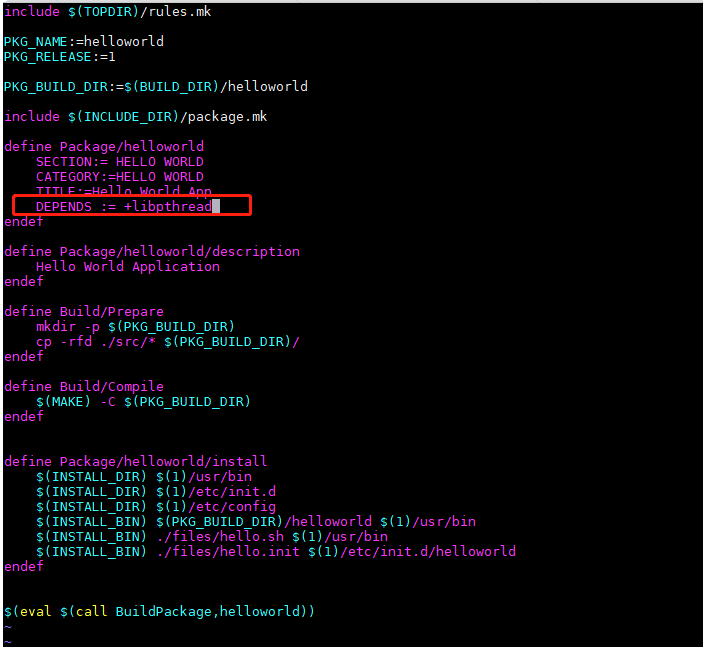 include $(TOPDIR)/rules.mk
PKG_NAME:=helloworld
PKG_RELEASE:=1
PKG_BUILD_DIR:=$(BUILD_DIR)/helloworld
include $(INCLUDE_DIR)/package.mk
define Package/helloworld
SECTION:= HELLO WORLD
CATEGORY:=HELLO WORLD
TITLE:=Hello World App
DEPENDS := +libpthread
endef
define Package/helloworld/description
Hello World Application
endef
define Build/Prepare
mkdir -p $(PKG_BUILD_DIR)
cp -rfd ./src/* $(PKG_BUILD_DIR)/
endef
define Build/Compile
$(MAKE) -C $(PKG_BUILD_DIR)
endef
define Package/helloworld/install
$(INSTALL_DIR) $(1)/usr/bin
$(INSTALL_DIR) $(1)/etc/init.d
$(INSTALL_DIR) $(1)/etc/config
$(INSTALL_BIN) $(PKG_BUILD_DIR)/helloworld $(1)/usr/bin
$(INSTALL_BIN) ./files/hello.sh $(1)/usr/bin
$(INSTALL_BIN) ./files/hello.init $(1)/etc/init.d/helloworld
endef
$(eval $(call BuildPackage,helloworld))
~
~